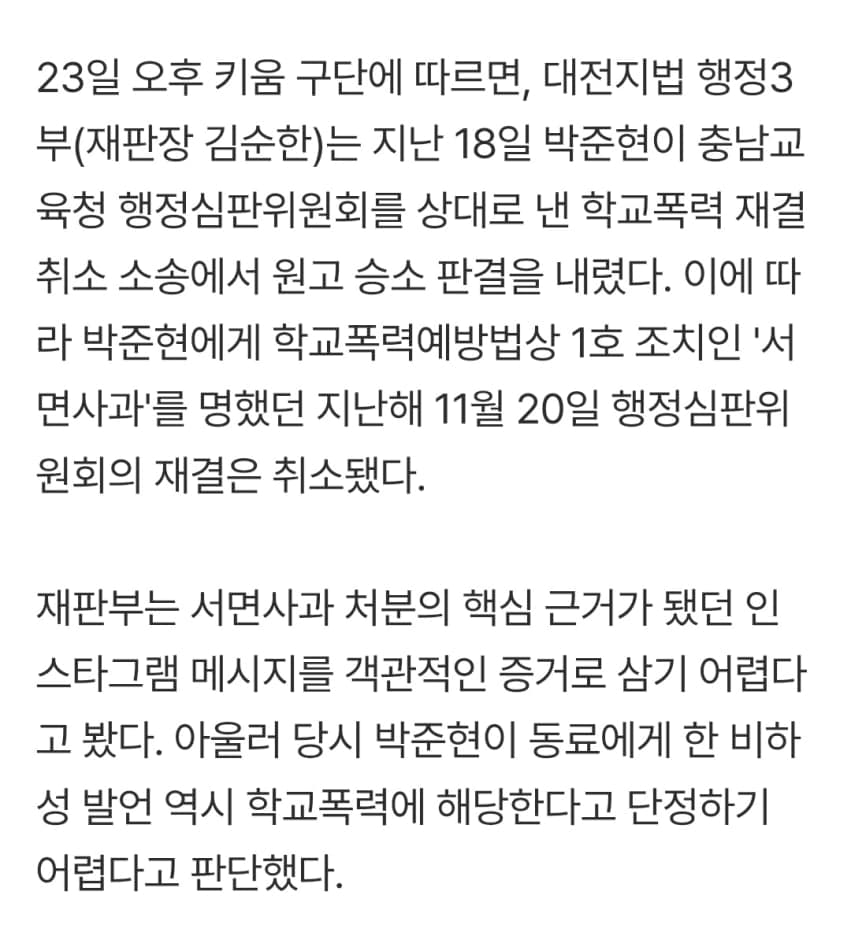 23일 오후 키움 구단에 따르면, 대전지법 행정3
부(재판장 김순한)는 지난 18일 박준현이 충남교
육청 행정심판위원회를 상대로 낸 학교폭력 재결
취소 소송에서 원고 승소 판결을 내렸다. 이에 따
라 박준현에게 학교폭력예방법상 1호 조치인 '서
면사과'를 명했던 지난해 11월 20일 행정심판위
원회의 재결은 취소됐다.
재판부는 서면사과 처분의 핵심 근거가 됐던 인
스타그램 메시지를 객관적인 증거로 삼기 어렵다
고 봤다. 아울러 당시 박준현이 동료에게 한 비하
성 발언 역시 학교폭력에 해당한다고 단정하기
어렵다고 판단했다.